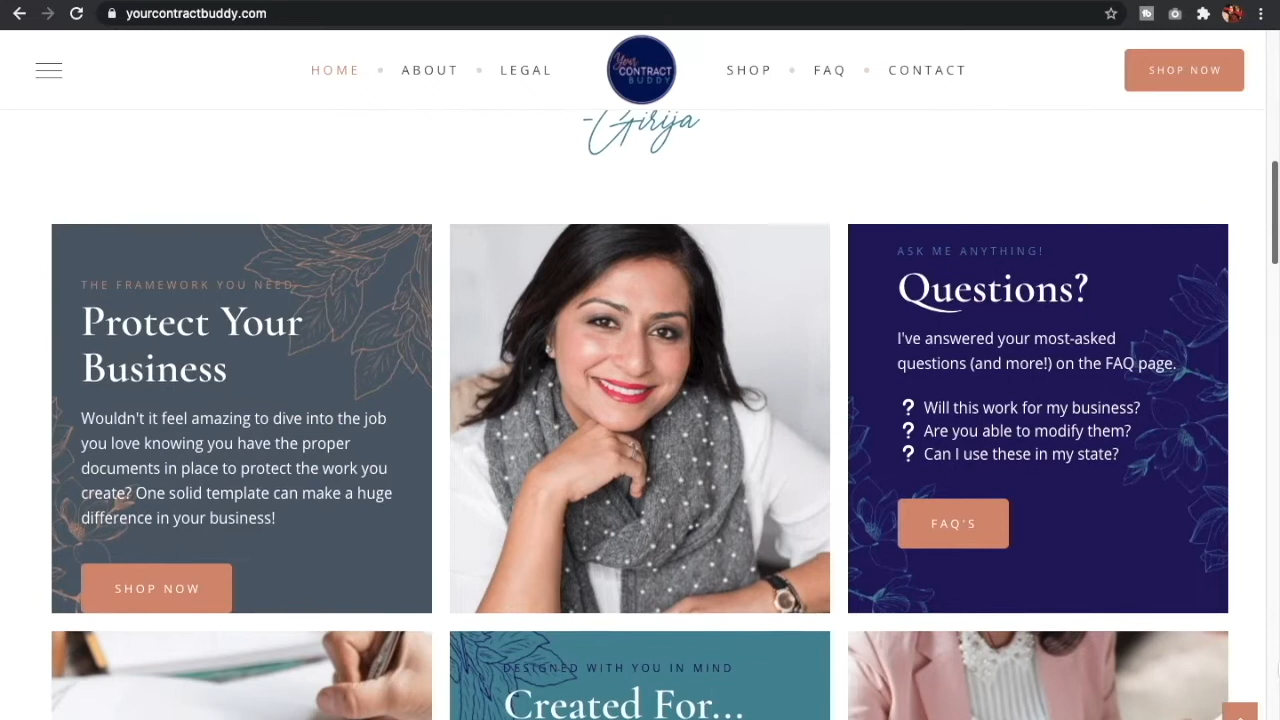 yourcontractbuddy.com
HOME
ABOUT
LEGAL
Your
CONTRACT
BUDDY
SHOP
FAQ
CONTACT
SHOP NOW
-Girija
THE FRAMEWORK YOU NEED
Protect Your
Business
Wouldn't it feel amazing to dive into the job
you love knowing you have the proper
documents in place to protect the work you
create? One solid template can make a huge
difference in your business!
SHOP NOW
ASK ME ANYTHING!
Questions?
I've answered your most-asked
questions (and more!) on the FAQ page.
? Will this work for my business?
? Are you able to modify them?
? Can I use these in my state?
FAQ'S
DESIGNED WITH YOU IN MIND
Created For...